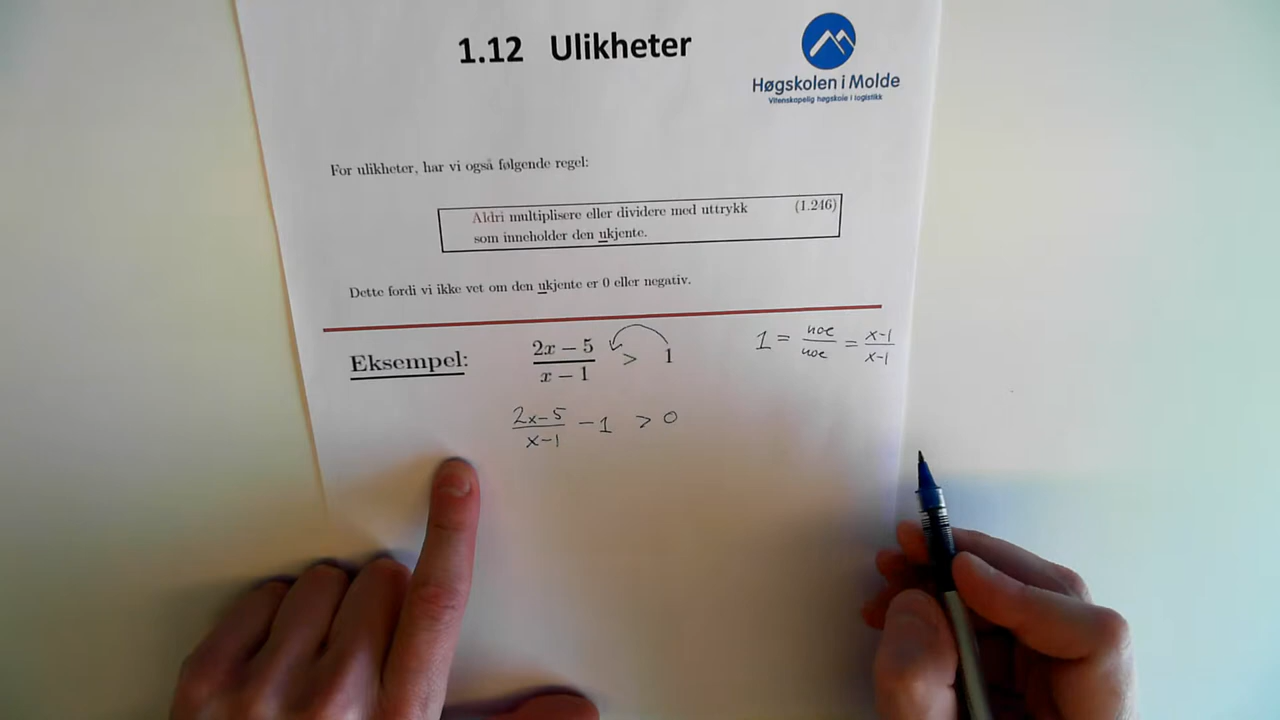 1.12 Ulikheter
Høgskolen i Molde
Vitenskapelig høgskole i logistikk
For ulikheter, har vi også følgende regel:
Aldri multiplisere eller dividere med uttrykk (1.246)
som inneholder den ukjente.
Dette fordi vi ikke vet om den ukjente er 0 eller negativ.
Eksempel: (2x − 5)/(x − 1) > 1
1 = noe/noe = (x-1)/(x-1)
(2x-5)/(x-1) - 1 > 0